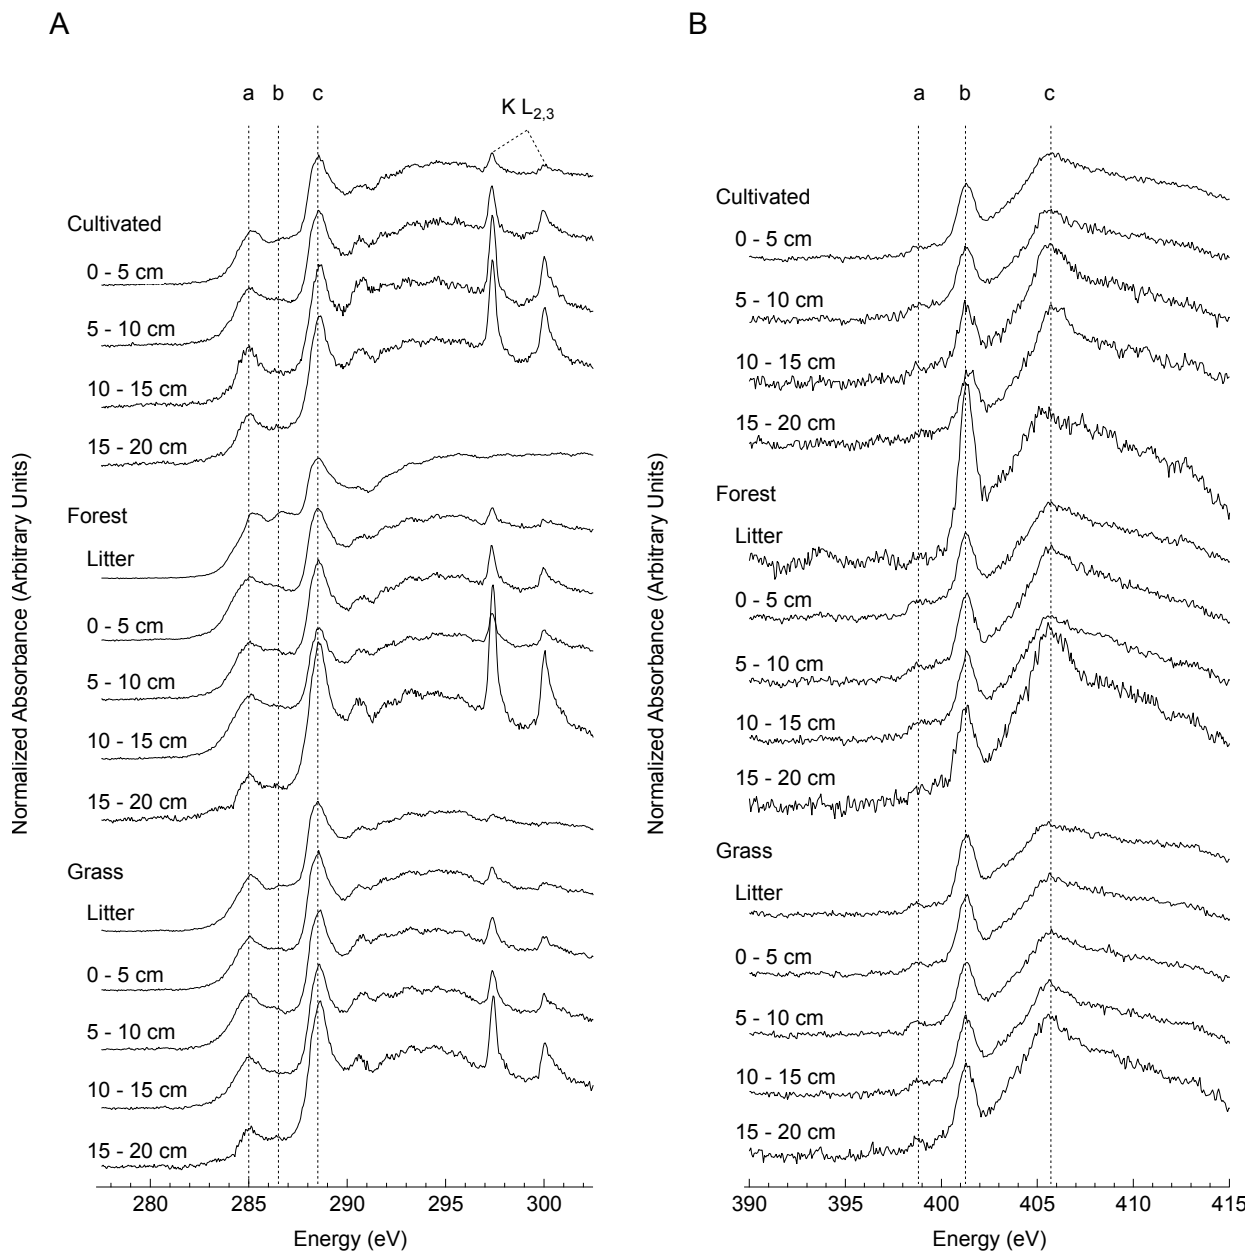 A
a b c
K L2,3
Cultivated
0 - 5 cm
5 - 10 cm
10 - 15 cm
15 - 20 cm
Forest
Litter
0 - 5 cm
5 - 10 cm
10 - 15 cm
15 - 20 cm
Grass
Litter
0 - 5 cm
5 - 10 cm
10 - 15 cm
15 - 20 cm
Normalized Absorbance (Arbitrary Units)
280 285 290 295 300
Energy (eV)
B
a b c
Cultivated
0 - 5 cm
5 - 10 cm
10 - 15 cm
15 - 20 cm
Forest
Litter
0 - 5 cm
5 - 10 cm
10 - 15 cm
15 - 20 cm
Grass
Litter
0 - 5 cm
5 - 10 cm
10 - 15 cm
15 - 20 cm
Normalized Absorbance (Arbitrary Units)
390 395 400 405 410 415
Energy (eV)